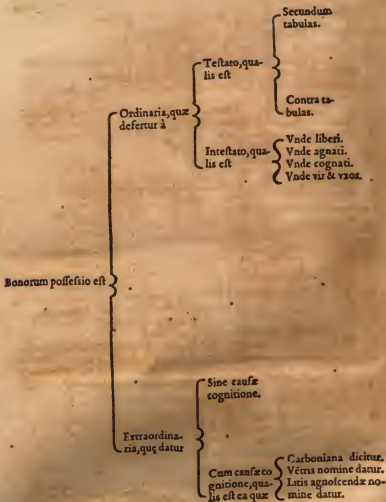 Secundum
tabulas.
Teſtato, qua-
lis eſt
Contra ta-
bulas.
Ordinaria, quæ
defertur à
Inteſtato, qua-
lis eſt
Vnde liberi.
Vnde agnati.
Vnde cognati.
Vnde vir & vxor.
Bonorum poſſeſsio eſt
Sine cauſæ
cognitione.
Extraordina-
ria, quę datur
Cum cauſæ co
gnitione, qua-
lis eſt ea quæ
Carboniana dicitur.
Vētris nomine datur.
Litis agnoſcendæ no-
mine datur.